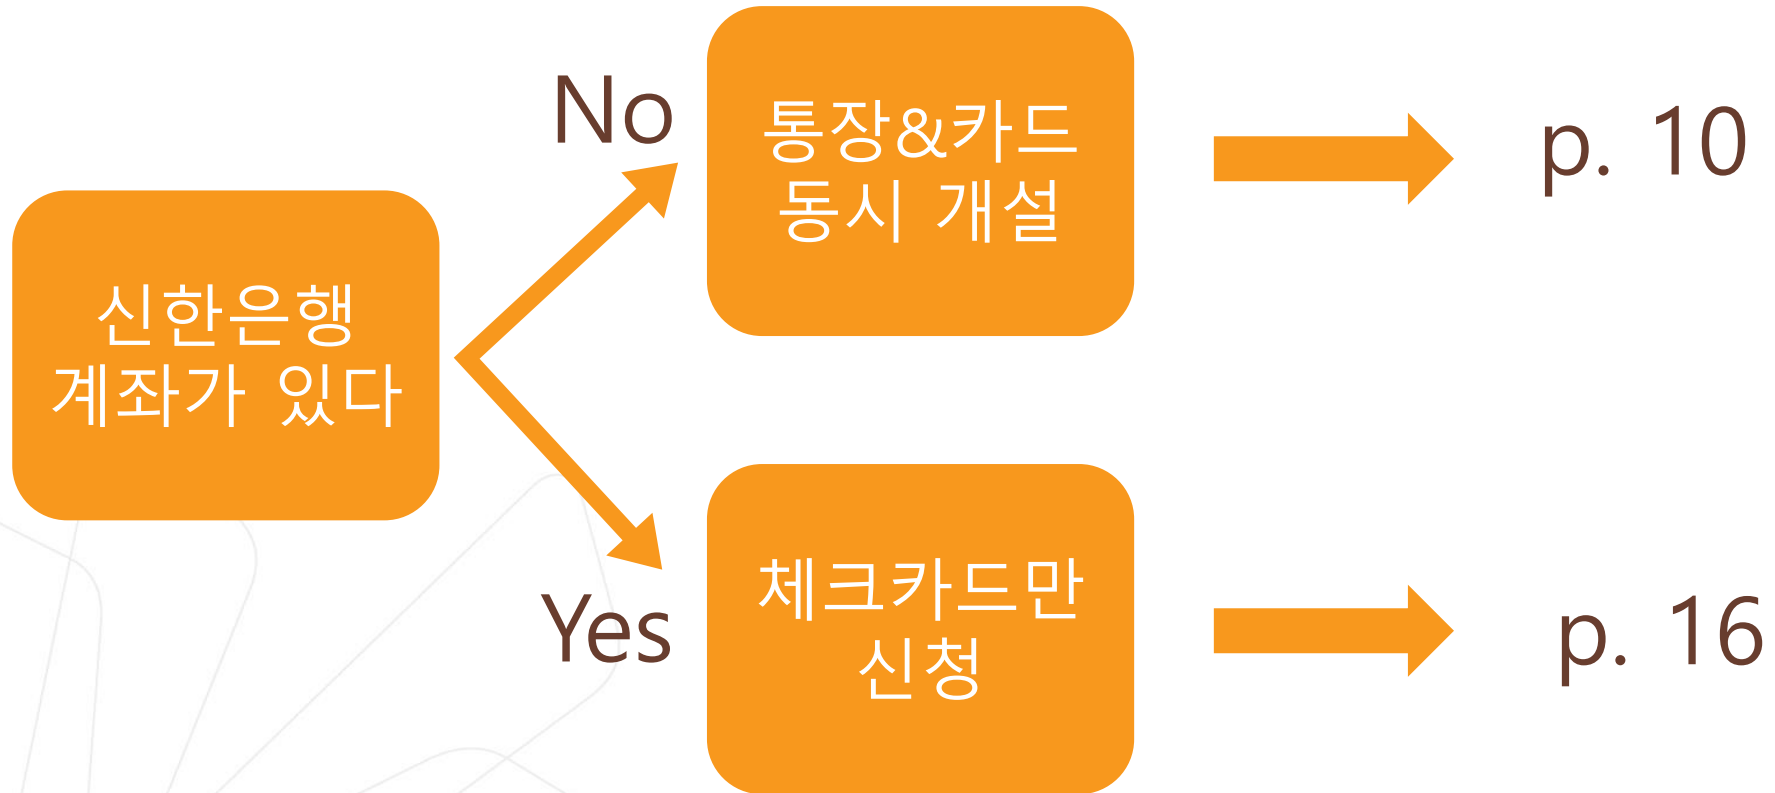 신한은행
계좌가 있다
No
통장&카드
동시 개설
p. 10
Yes
체크카드만
신청
p. 16